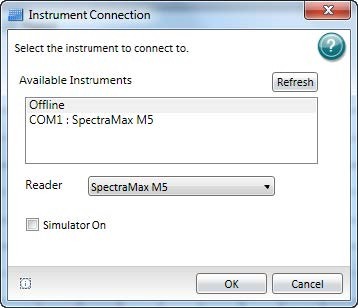 Instrument Connection
Select the instrument to connect to.
Available Instruments
Refresh
Offline
COM1 : SpectraMax M5
Reader
SpectraMax M5
Simulator On
OK
Cancel